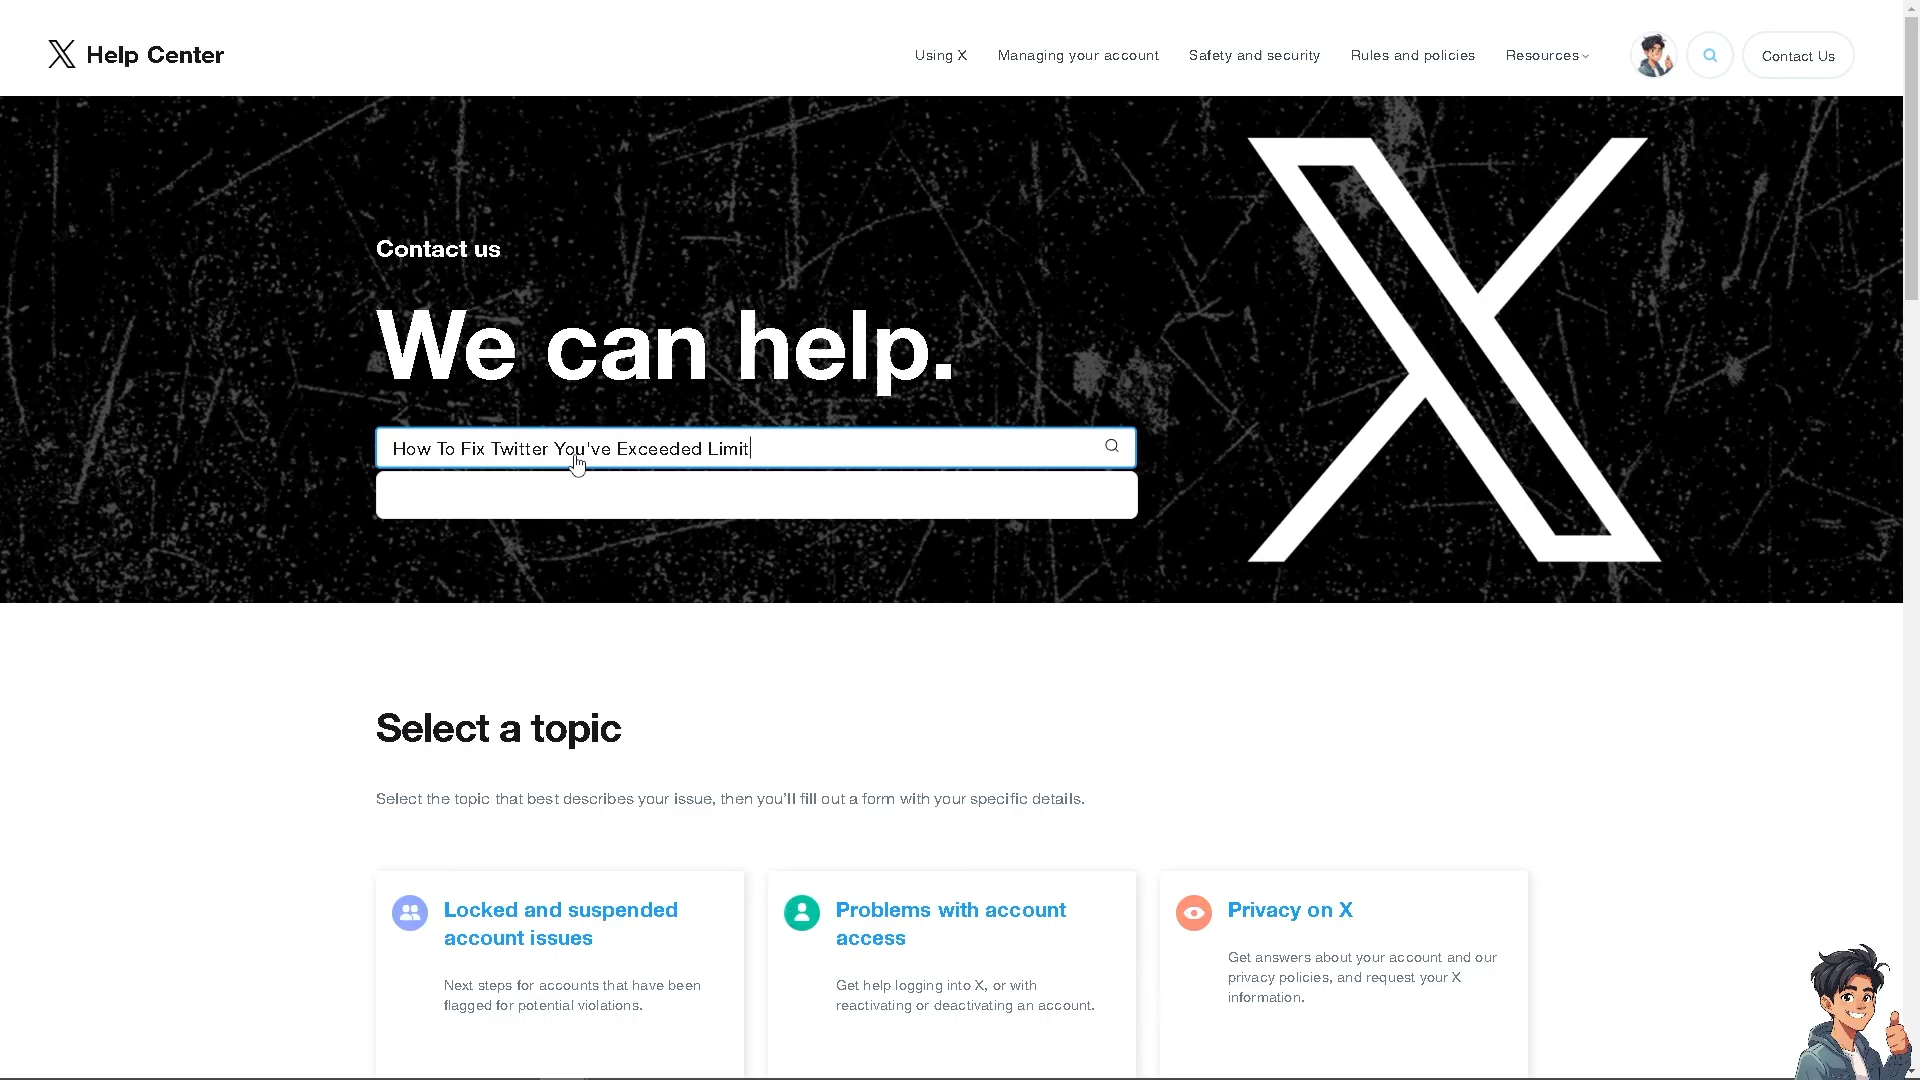 X Help Center
Using X
Managing your account
Safety and security
Rules and policies
Resources
Contact Us
Contact us
We can help.
How To Fix Twitter You've Exceeded Limit
Select a topic
Select the topic that best describes your issue, then you'll fill out a form with your specific details.
Locked and suspended
account issues
Next steps for accounts that have been
flagged for potential violations.
Problems with account
access
Get help logging into X, or with
reactivating or deactivating an account.
Privacy on X
Get answers about your account and our
privacy policies, and request your X
information.